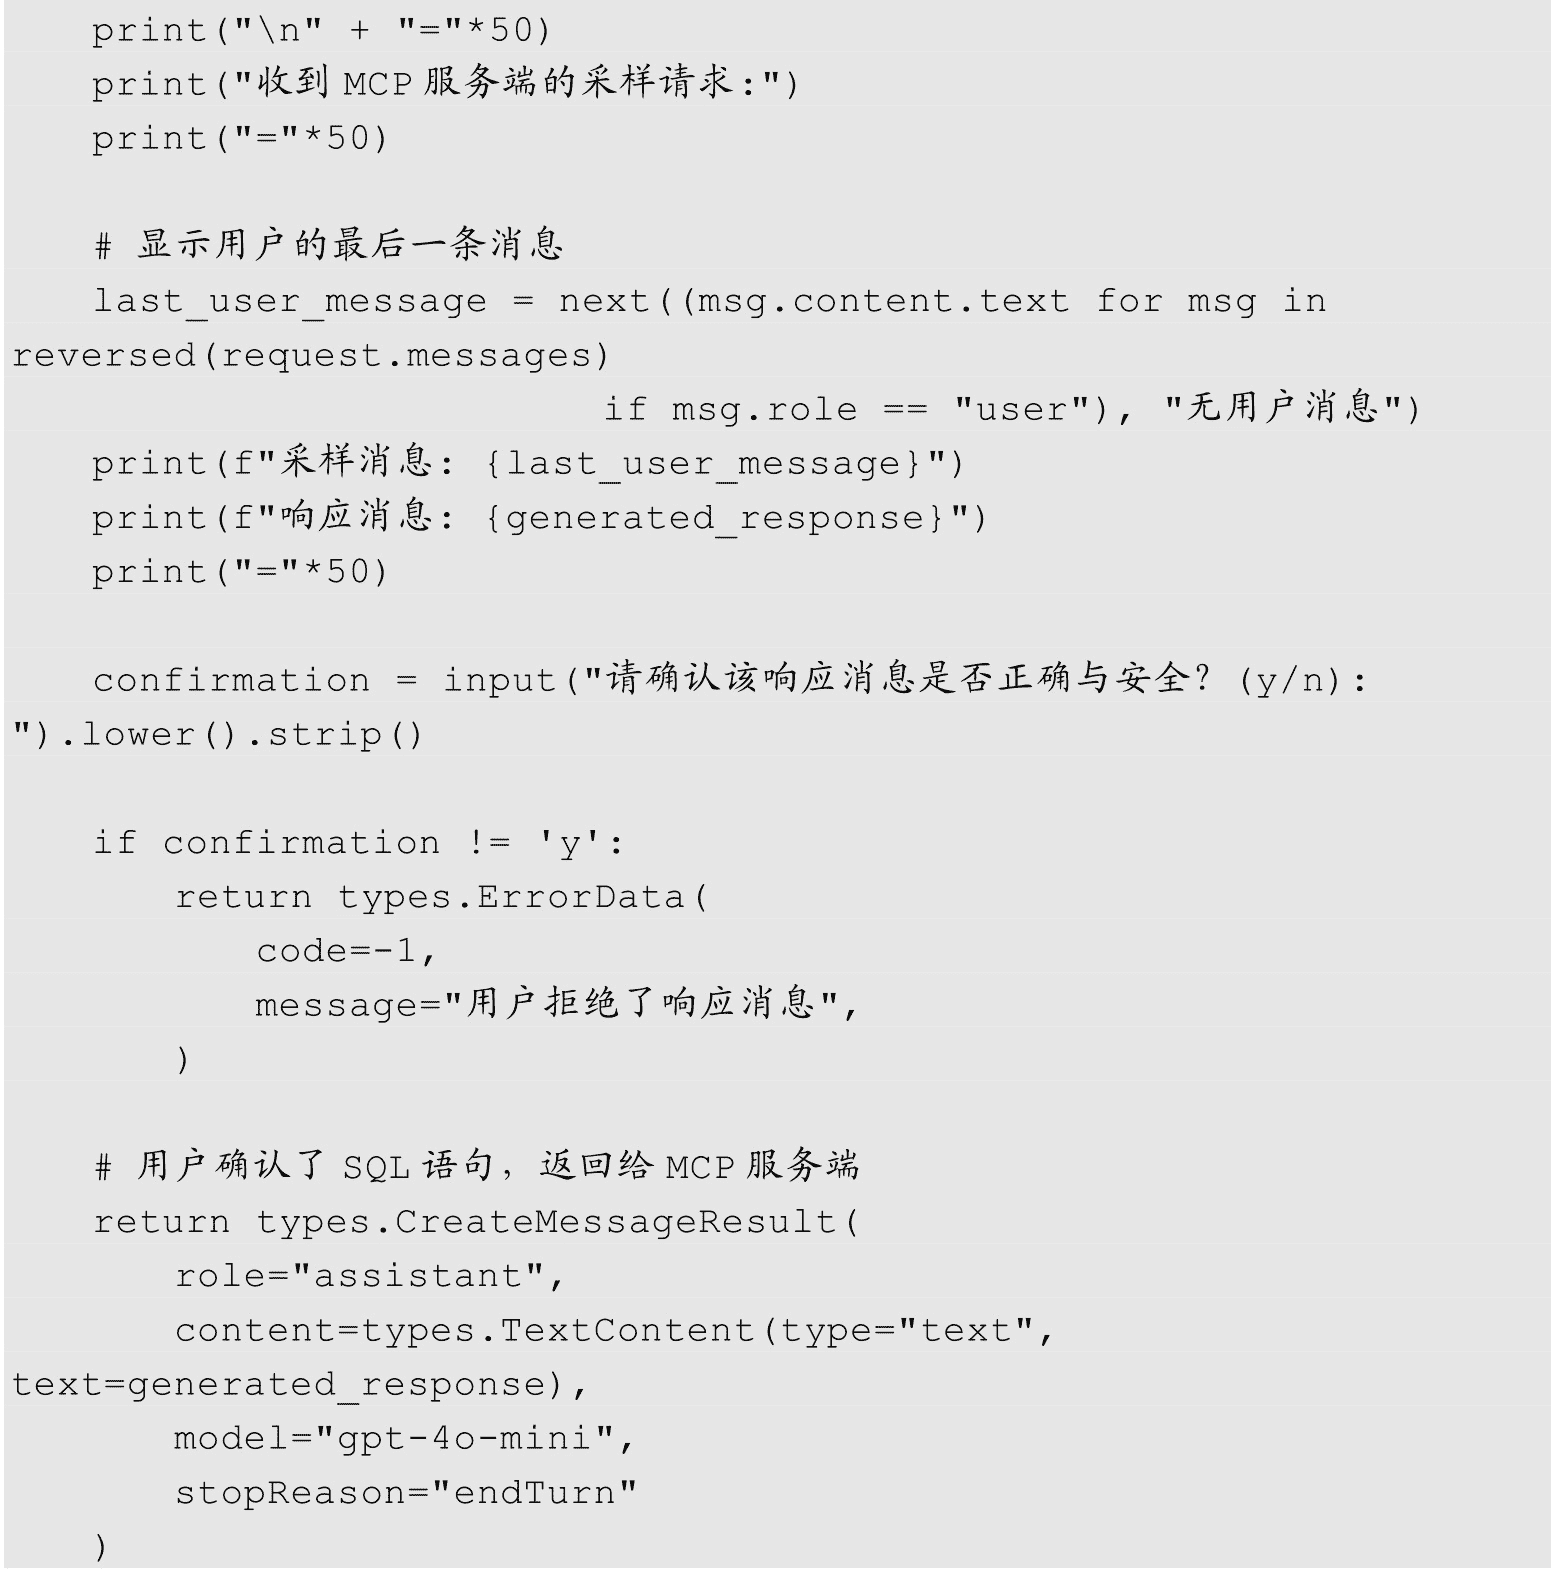 print("\n" + "="*50)
    print("收到 MCP 服务端的采样请求:")
    print("="*50)

    # 显示用户的最后一条消息
    last_user_message = next((msg.content.text for msg in
reversed(request.messages)
                          if msg.role == "user"), "无用户消息")
    print(f"采样消息: {last_user_message}")
    print(f"响应消息: {generated_response}")
    print("="*50)

    confirmation = input("请确认该响应消息是否正确与安全? (y/n):
").lower().strip()

    if confirmation != 'y':
        return types.ErrorData(
            code=-1,
            message="用户拒绝了响应消息",
        )

    # 用户确认了 SQL 语句，返回给 MCP 服务端
    return types.CreateMessageResult(
        role="assistant",
        content=types.TextContent(type="text",
text=generated_response),
        model="gpt-4o-mini",
        stopReason="endTurn"
    )